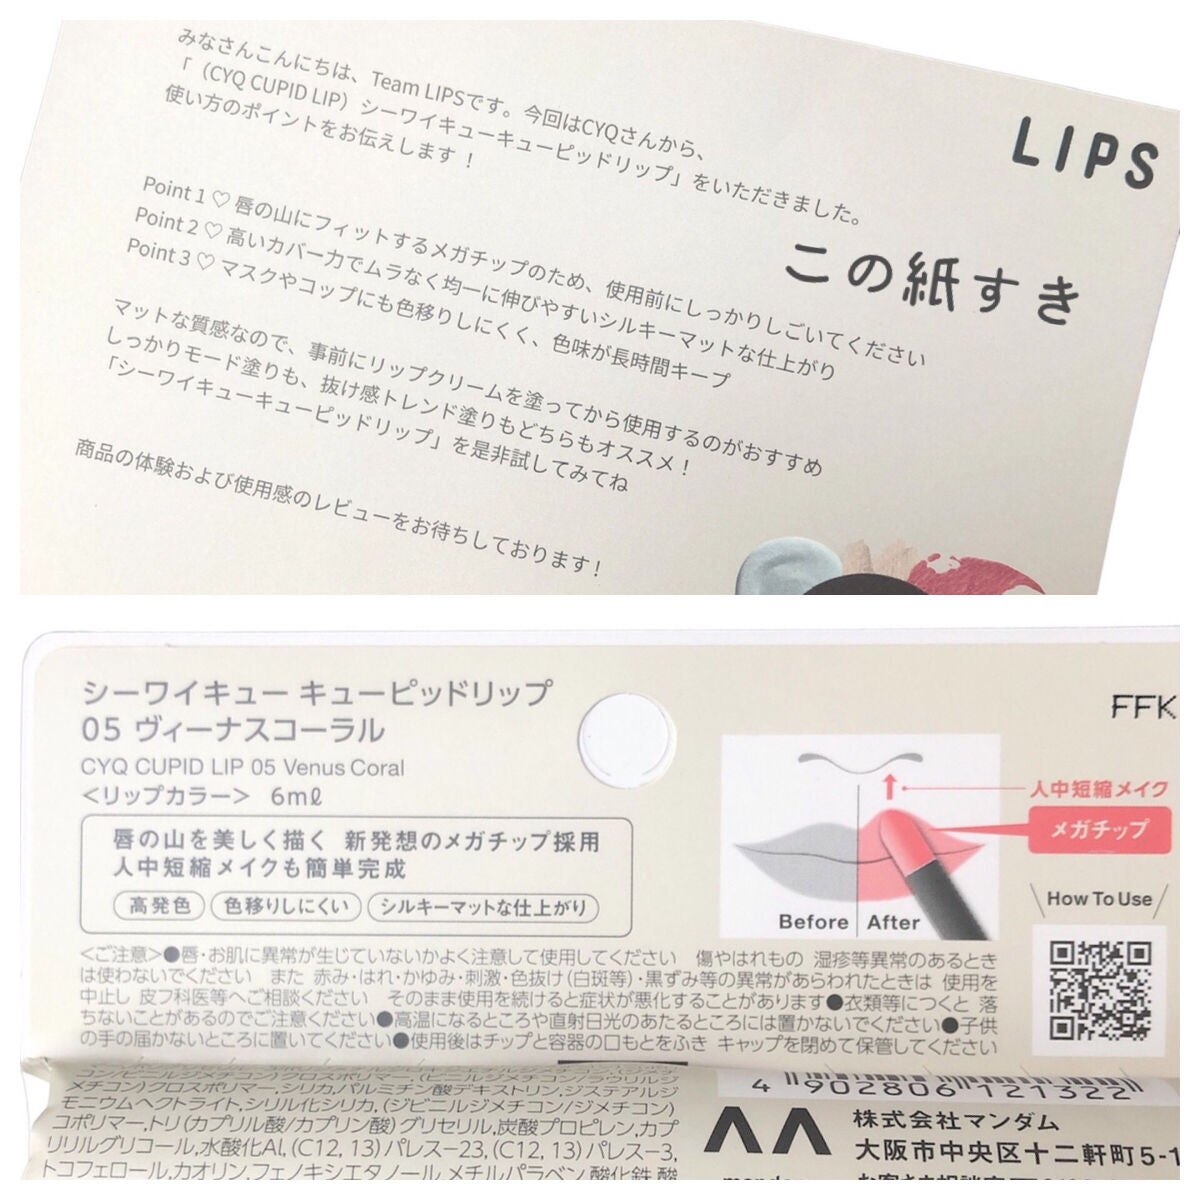 みなさんこんにちは、Team LIPSです。今回はCYQさんから、
「（CYQ CUPID LIP）シーワイキューキューピッドリップ」をいただきました。
使い方のポイントをお伝えします！
LIPS
この紙すき
Point 1 ♡ 唇の山にフィットするメガチップのため、使用前にしっかりしごいてください
Point 2 ♡ 高いカバー力でムラなく均一に伸びやすいシルキーマットな仕上がり
Point 3 ♡ マスクやコップにも色移りしにくく、色味が長時間キープ
マットな質感なので、事前にリップクリームを塗ってから使用するのがおすすめ
しっかりモード塗りも、抜け感トレンド塗りもどちらもオススメ！
「シーワイキューキューピッドリップ」を是非試してみてね
商品の体験および使用感のレビューをお待ちしております！
シーワイキュー キューピッドリップ
05 ヴィーナスコーラル
CYQ CUPID LIP 05 Venus Coral
＜リップカラー＞ 6mℓ
唇の山を美しく描く 新発想のメガチップ採用
人中短縮メイクも簡単完成
高発色 色移りしにくい シルキーマットな仕上がり
FFK
人中短縮メイク
メガチップ
Before After
How To Use
＜ご注意＞●唇・お肌に異常が生じていないかよく注意して使用してください 傷やはれもの 湿疹等異常のあるときは使わないでください また 赤み・はれ・かゆみ・刺激・色抜け（白斑等）・黒ずみ等の異常があらわれたときは 使用を
中止し 皮フ科医等へご相談ください そのまま使用を続けると症状が悪化することがあります●衣類等につくと 落
ちないことがあるのでご注意ください●高温になるところや直射日光のあたるところには置かないでください●子供
の手の届かないところに置いてください●使用後はチップと容器の口もとをふき キャップを閉めて保管してください
メチコン）クロスポリマー,シリカ,パルミチン酸デキストリン,ジステアルジ
モニウムヘクトライト,シリル化シリカ,（ジビニルジメチコン/ジメチコン）
コポリマー,トリ（カプリル酸/カプリン酸）グリセリル,炭酸プロピレン,カプ
リリルグリコール,水酸化Al,（C12, 13）パレス-23,（C12, 13）パレス-3,
トコフェロール,カオリン,フェノキシエタノール,メチルパラベン,酸化鉄,酸
4 902806 121322
株式会社マンダム
大阪市中央区十二軒町5-1